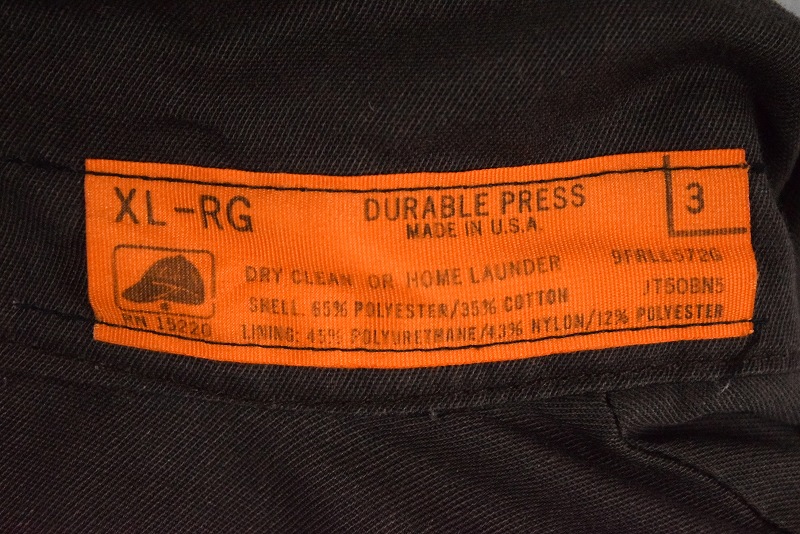 XL-RG
DURABLE PRESS
3
MADE IN U.S.A.
9FALL572G
DRY CLEAN OR HOME LAUNDER
JT50BN5
SHELL: 65% POLYESTER/35% COTTON
RN 15220
LINING: 45% POLYURETHANE/43% NYLON/12% POLYESTER